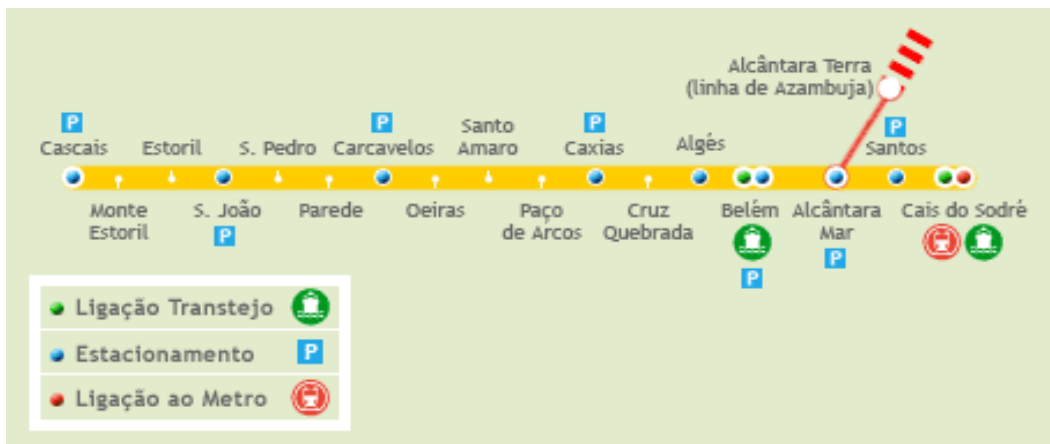 Alcântara Terra
(linha de Azambuja)
P
P
P
P
Cascais
Estoril
S. Pedro
Carcavelos
Santo
Amaro
Caxias
Algés
Santos
Monte
Estoril
S. João
P
Parede
Oeiras
Paço
de Arcos
Cruz
Quebrada
Belém
P
Alcântara
Mar
P
Cais do Sodré
Ligação Transtejo
Estacionamento P
Ligação ao Metro